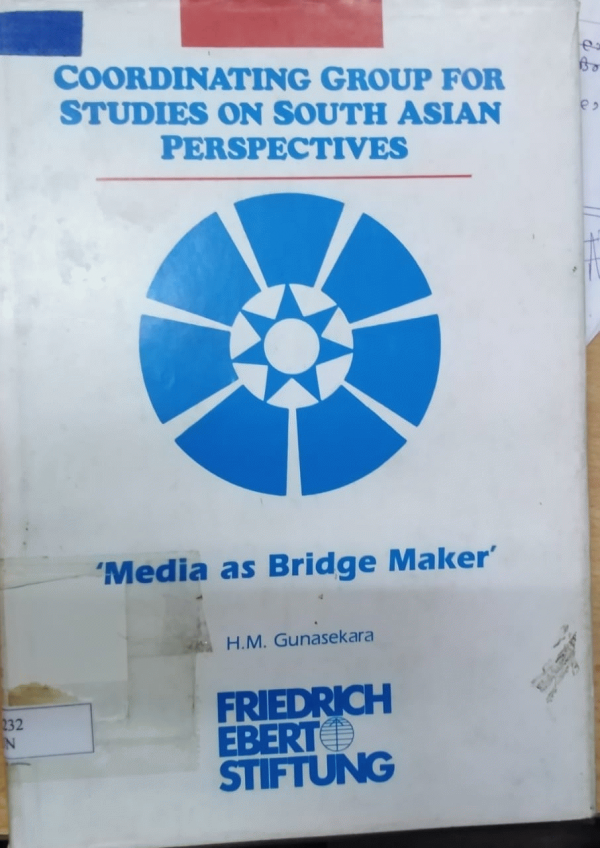 COORDINATING GROUP FOR
STUDIES ON SOUTH ASIAN
PERSPECTIVES
'Media as Bridge Maker'
H.M. Gunasekara
FRIEDRICH
EBERT
STIFTUNG
232
N